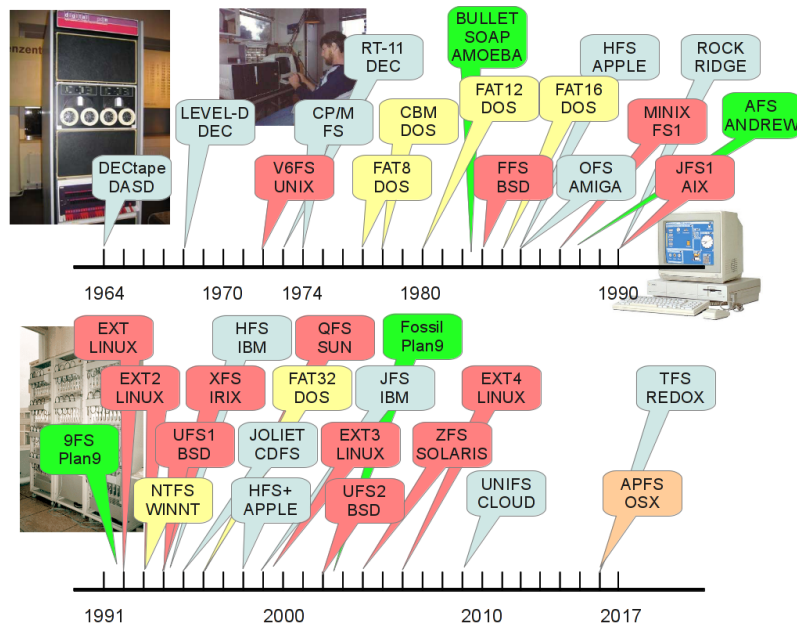 BULLET
SOAP
AMOEBA
RT-11
DEC
HFS
APPLE
ROCK
RIDGE
LEVEL-D
DEC
CP/M
FS
CBM
DOS
FAT12
DOS
FAT16
DOS
MINIX
FS1
AFS
ANDREW
DECtape
DASD
V6FS
UNIX
FAT8
DOS
FFS
BSD
OFS
AMIGA
JFS1
AIX
1964
1970
1974
1980
1990
EXT
LINUX
HFS
IBM
QFS
SUN
Fossil
Plan9
EXT2
LINUX
XFS
IRIX
FAT32
DOS
JFS
IBM
EXT4
LINUX
TFS
REDOX
9FS
Plan9
UFS1
BSD
JOLIET
CDFS
EXT3
LINUX
ZFS
SOLARIS
NTFS
WINNT
HFS+
APPLE
UFS2
BSD
UNIFS
CLOUD
APFS
OSX
1991
2000
2010
2017